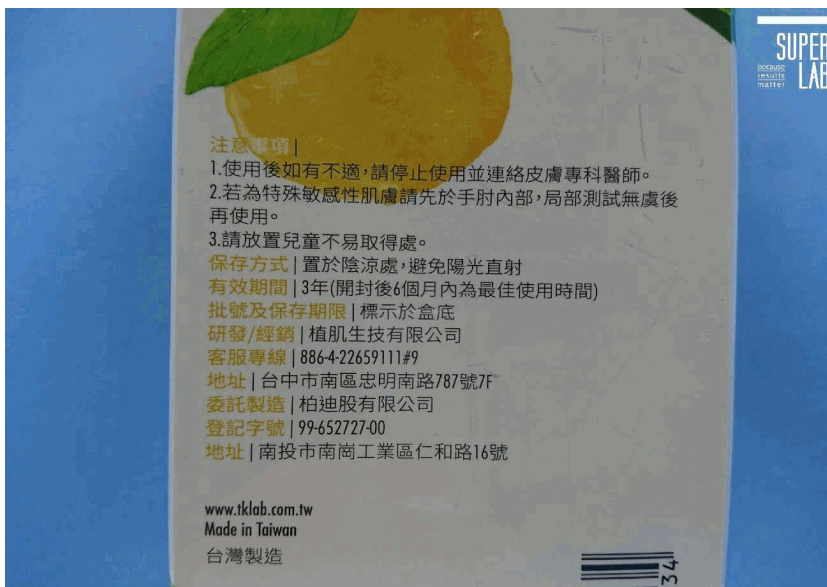 SUPER
LAB
because
results
matter
注意事項|
1.使用後如有不適,請停止使用並連絡皮膚專科醫師。
2.若為特殊敏感性肌膚請先於手肘內部,局部測試無虞後
再使用。
3.請放置兒童不易取得處。
保存方式|置於陰涼處,避免陽光直射
有效期間|3年(開封後6個月內為最佳使用時間)
批號及保存期限|標示於盒底
研發/經銷|植肌生技有限公司
客服專線|886-4-22659111#9
地址|台中市南區忠明南路787號7F
委託製造|柏迪股有限公司
登記字號|99-652727-00
地址|南投市南崗工業區仁和路16號
www.tklab.com.tw
Made in Taiwan
台灣製造
34